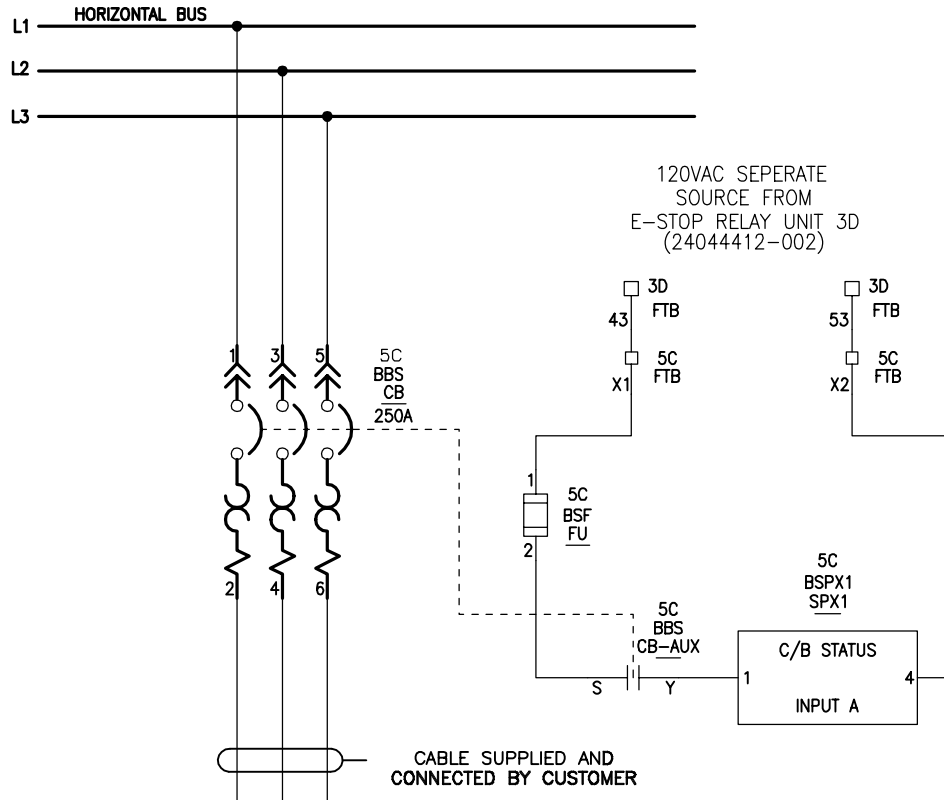 HORIZONTAL BUS
L1
L2
L3
120VAC SEPERATE
SOURCE FROM
E-STOP RELAY UNIT 3D
(24044412-002)
3D
FTB
43
5C
FTB
X1
3D
FTB
53
5C
FTB
X2
1 3 5
5C
BBS
CB
250A
1
5C
BSF
FU
2
2 4 6
5C
BBS
CB-AUX
S Y
5C
BSPX1
SPX1
C/B STATUS
1 4
INPUT A
CABLE SUPPLIED AND
CONNECTED BY CUSTOMER